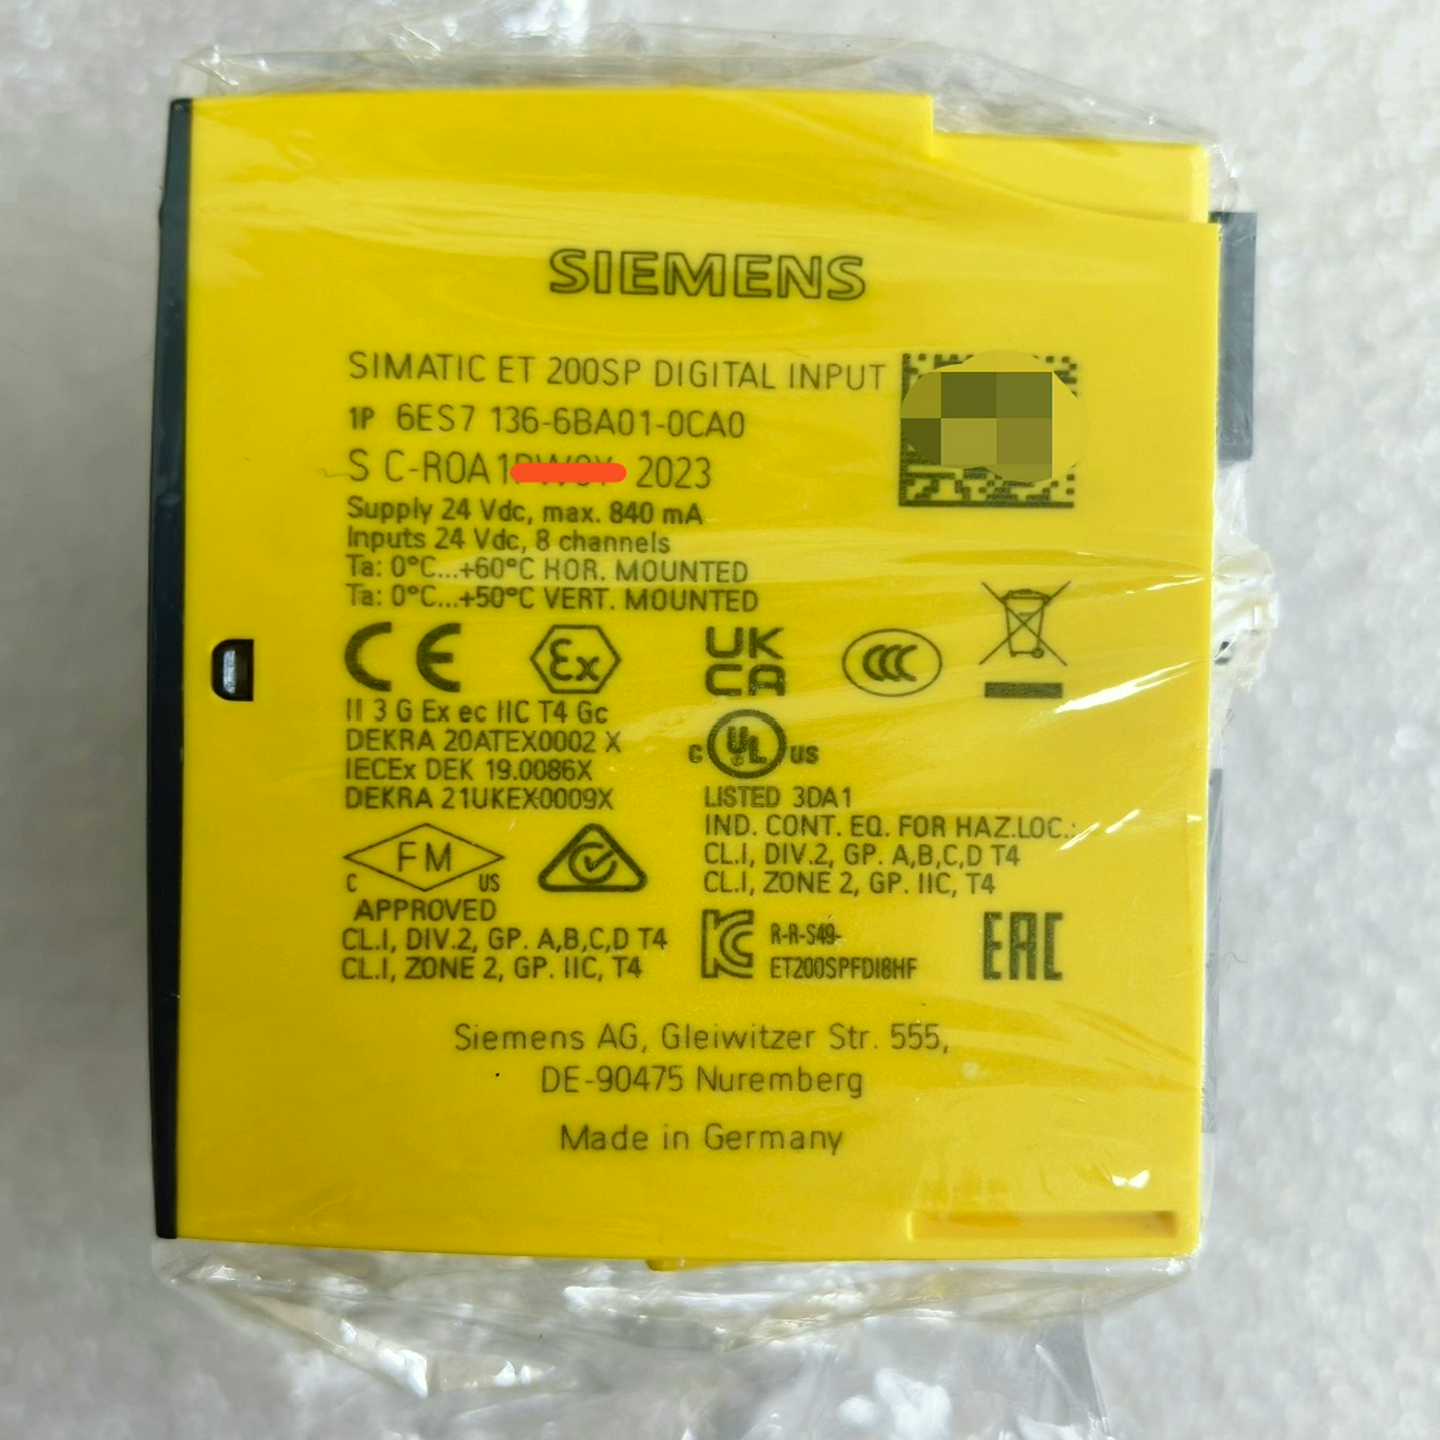 SIEMENS
SIMATIC ET 200SP DIGITAL INPUT
1P 6ES7 136-6BA01-0CA0
S C-R0A1 2023
Supply 24 Vdc, max. 840 mA
Inputs 24 Vdc, 8 channels
Ta: 0°C...+60°C HOR. MOUNTED
Ta: 0°C...+50°C VERT. MOUNTED
CE Ex UK CA CCC
II 3 G Ex ec IIC T4 Gc
DEKRA 20ATEX0002 X
IECEx DEK 19.0086X
DEKRA 21UKEX0009X
C UL US
LISTED 3DA1
IND. CONT. EQ. FOR HAZ.LOC.:
CL.I, DIV.2, GP. A,B,C,D T4
CL.I, ZONE 2, GP. IIC, T4
C FM US
APPROVED
CL.I, DIV.2, GP. A,B,C,D T4
CL.I, ZONE 2, GP. IIC, T4
R-R-S49-
ET200SPFDI8HF
EAC
Siemens AG, Gleiwitzer Str. 555,
DE-90475 Nuremberg
Made in Germany